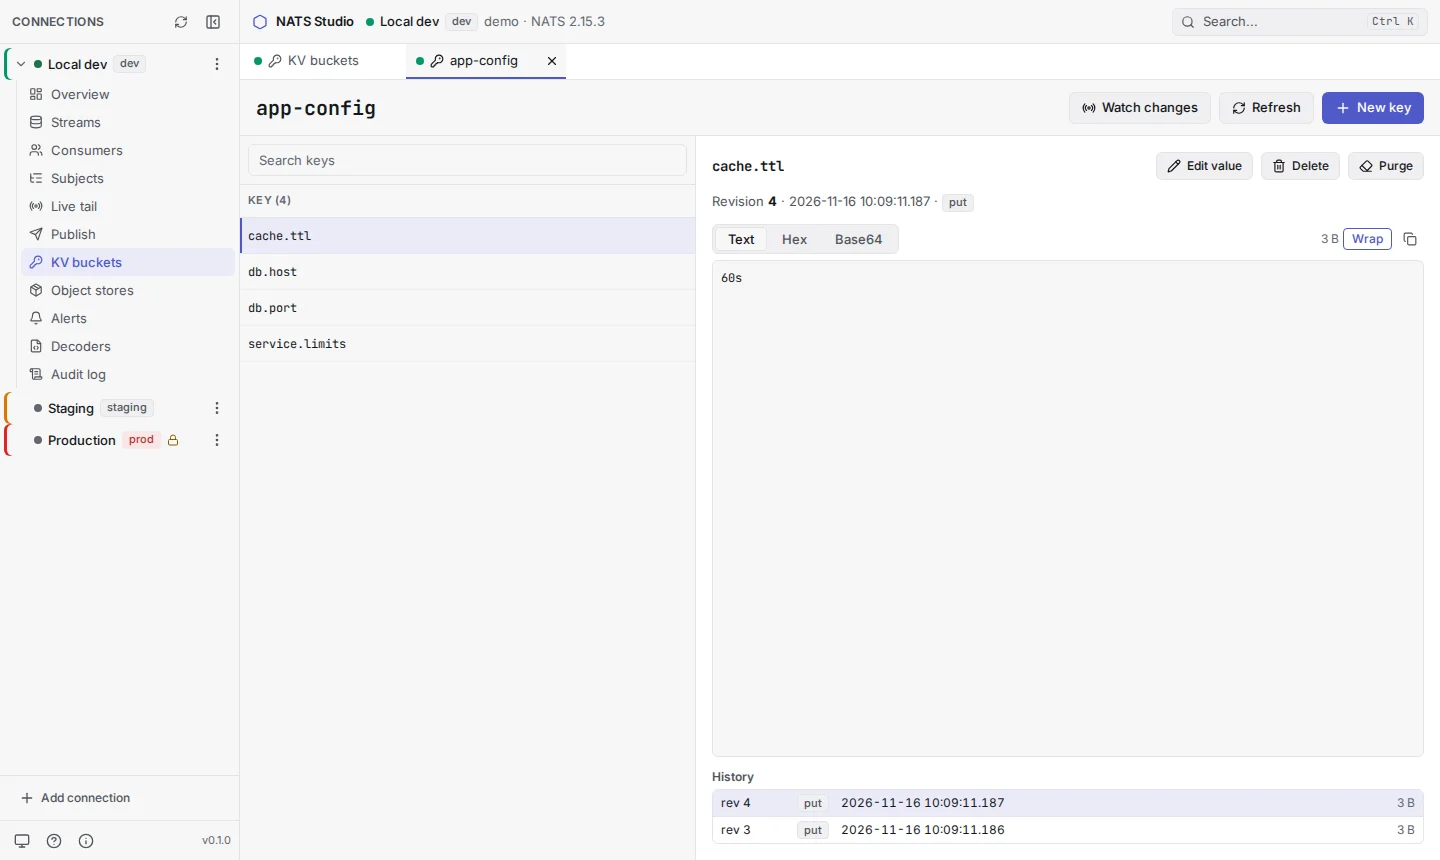 CONNECTIONS
NATS Studio Local dev dev demo · NATS 2.15.3
Search... Ctrl K
Local dev dev
Overview
Streams
Consumers
Subjects
Live tail
Publish
KV buckets
Object stores
Alerts
Decoders
Audit log
Staging staging
Production prod
Add connection
v0.1.0
KV buckets app-config
app-config
Watch changes Refresh New key
Search keys
KEY (4)
cache.ttl
db.host
db.port
service.limits
cache.ttl
Edit value Delete Purge
Revision 4 · 2026-11-16 10:09:11.187 · put
Text Hex Base64
3 B Wrap
60s
History
rev 4 put 2026-11-16 10:09:11.187 3 B
rev 3 put 2026-11-16 10:09:11.186 3 B